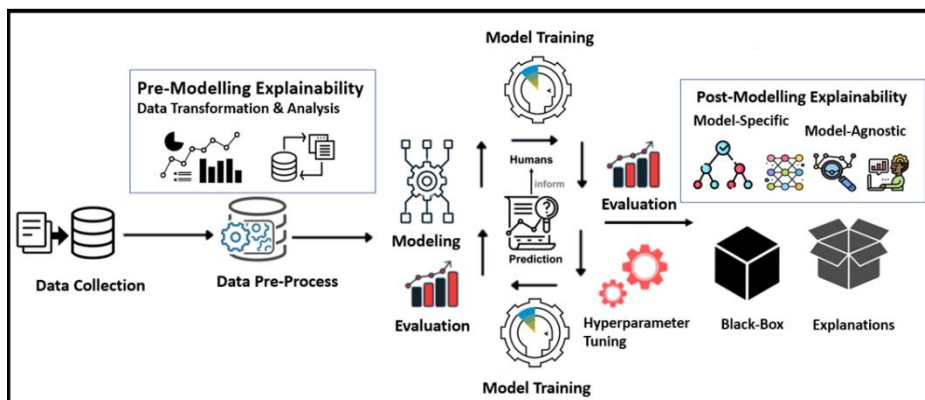 Model Training
Pre-Modelling Explainability
Data Transformation & Analysis
Post-Modelling Explainability
Model-Specific
Model-Agnostic
Humans
inform
Evaluation
Modeling
Prediction
Data Collection
Data Pre-Process
Evaluation
Hyperparameter
Tuning
Black-Box
Explanations
Model Training